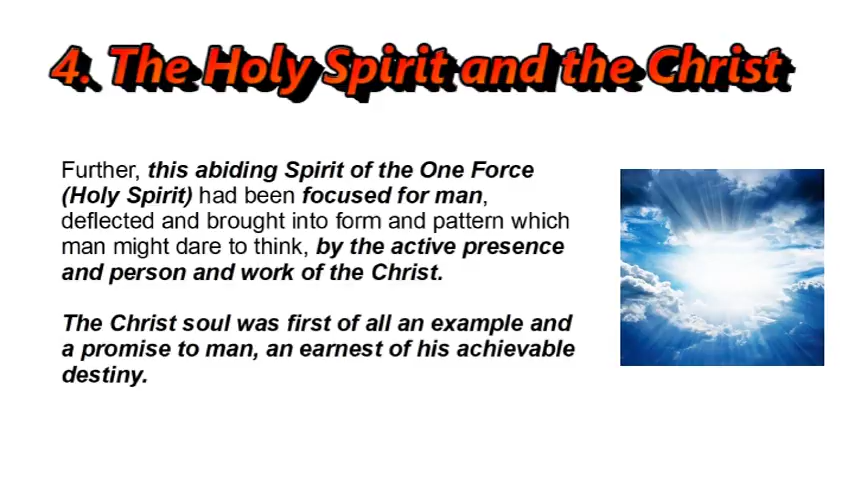 4. The Holy Spirit and the Christ
Further, this abiding Spirit of the One Force
(Holy Spirit) had been focused for man,
deflected and brought into form and pattern which
man might dare to think, by the active presence
and person and work of the Christ.
The Christ soul was first of all an example and
a promise to man, an earnest of his achievable
destiny.